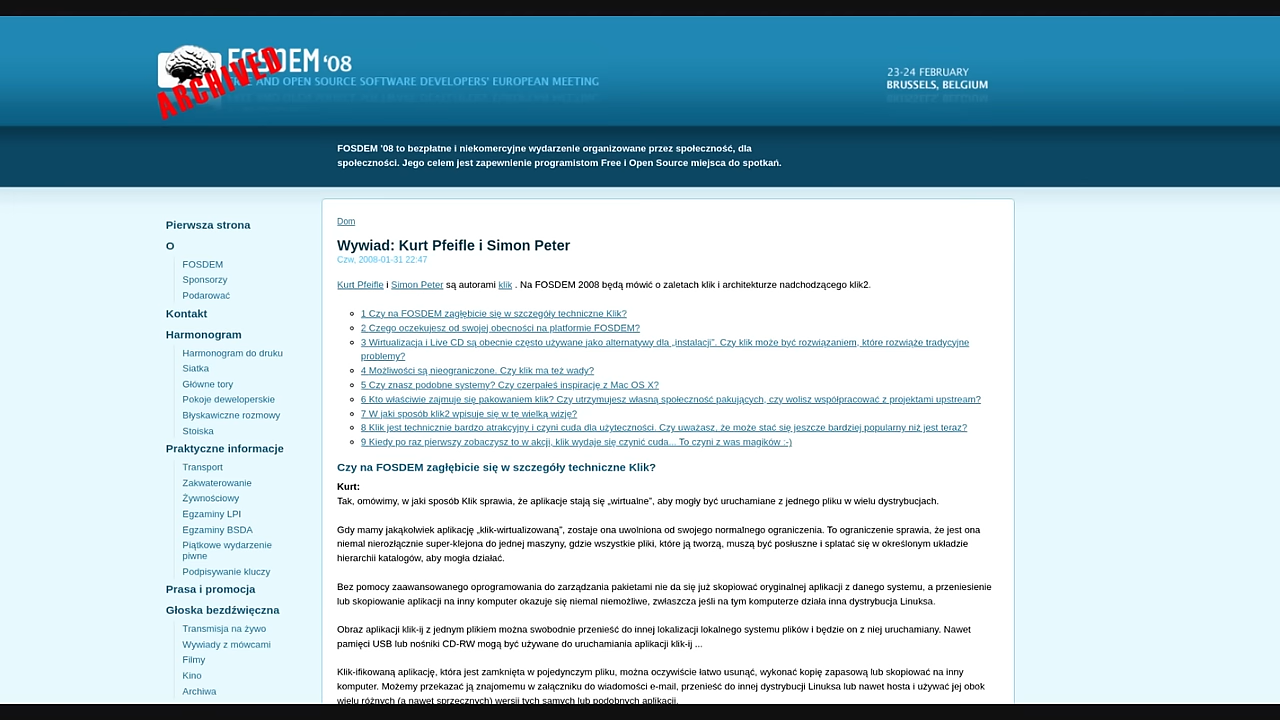 FOSDEM '08
ARCHIVED
AND OPEN SOURCE SOFTWARE DEVELOPERS' EUROPEAN MEETING
23-24 FEBRUARY
BRUSSELS, BELGIUM
FOSDEM '08 to bezpłatne i niekomercyjne wydarzenie organizowane przez społeczność, dla
społeczności. Jego celem jest zapewnienie programistom Free i Open Source miejsca do spotkań.
Pierwsza strona
O
FOSDEM
Sponsorzy
Podarować
Kontakt
Harmonogram
Harmonogram do druku
Siatka
Główne tory
Pokoje deweloperskie
Błyskawiczne rozmowy
Stoiska
Praktyczne informacje
Transport
Zakwaterowanie
Żywnościowy
Egzaminy LPI
Egzaminy BSDA
Piątkowe wydarzenie
piwne
Podpisywanie kluczy
Prasa i promocja
Głoska bezdźwięczna
Transmisja na żywo
Wywiady z mówcami
Filmy
Kino
Archiwa
Dom
Wywiad: Kurt Pfeifle i Simon Peter
Czw, 2008-01-31 22:47
Kurt Pfeifle i Simon Peter są autorami klik . Na FOSDEM 2008 będą mówić o zaletach klik i architekturze nadchodzącego klik2.
1 Czy na FOSDEM zagłębicie się w szczegóły techniczne Klik?
2 Czego oczekujesz od swojej obecności na platformie FOSDEM?
3 Wirtualizacja i Live CD są obecnie często używane jako alternatywy dla „instalacji”. Czy klik może być rozwiązaniem, które rozwiąże tradycyjne
problemy?
4 Możliwości są nieograniczone. Czy klik ma też wady?
5 Czy znasz podobne systemy? Czy czerpałeś inspirację z Mac OS X?
6 Kto właściwie zajmuje się pakowaniem klik? Czy utrzymujesz własną społeczność pakujących, czy wolisz współpracować z projektami upstream?
7 W jaki sposób klik2 wpisuje się w tę wielką wizję?
8 Klik jest technicznie bardzo atrakcyjny i czyni cuda dla użyteczności. Czy uważasz, że może stać się jeszcze bardziej popularny niż jest teraz?
9 Kiedy po raz pierwszy zobaczysz to w akcji, klik wydaje się czynić cuda... To czyni z was magików :-)
Czy na FOSDEM zagłębicie się w szczegóły techniczne Klik?
Kurt:
Tak, omówimy, w jaki sposób Klik sprawia, że aplikacje stają się „wirtualne”, aby mogły być uruchamiane z jednego pliku w wielu dystrybucjach.
Gdy mamy jakąkolwiek aplikację „klik-wirtualizowaną”, zostaje ona uwolniona od swojego normalnego ograniczenia. To ograniczenie sprawia, że jest ona
niemal nierozłącznie super-klejona do jednej maszyny, gdzie wszystkie pliki, które ją tworzą, muszą być posłuszne i splatać się w określonym układzie
hierarchii katalogów, aby mogła działać.
Bez pomocy zaawansowanego oprogramowania do zarządzania pakietami nie da się już skopiować oryginalnej aplikacji z danego systemu, a przeniesienie
lub skopiowanie aplikacji na inny komputer okazuje się niemal niemożliwe, zwłaszcza jeśli na tym komputerze działa inna dystrybucja Linuksa.
Obraz aplikacji klik-ij z jednym plikiem można swobodnie przenieść do innej lokalizacji lokalnego systemu plików i będzie on z niej uruchamiany. Nawet
pamięci USB lub nośniki CD-RW mogą być używane do uruchamiania aplikacji klik-ij ...
Klik-ifikowaną aplikację, która jest zamknięta w pojedynczym pliku, można oczywiście łatwo usunąć, wykonać kopię zapasową lub skopiować na inny
komputer. Możemy przekazać ją znajomemu w załączniku do wiadomości e-mail, przenieść do innej dystrybucji Linuksa lub nawet hosta i używać jej obok
wielu różnych (a nawet sprzecznych) wersji tych samych lub podobnych aplikacji.